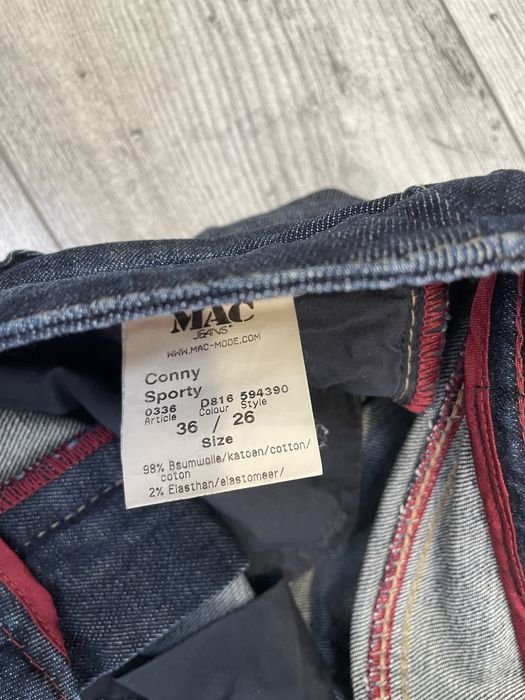 MAC
JEANS
WWW.MAC-MODE.COM
Conny
Sporty
0336 D816 594390
Article Colour Style
36 / 26
Size
98% Baumwolle/katoen/cotton/
coton
2% Elasthan/elastomeer/